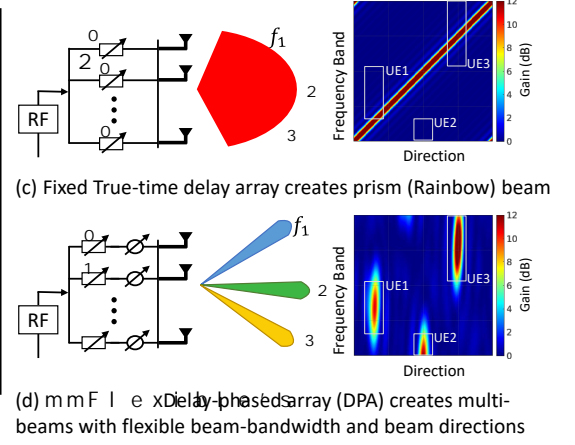 0
2
0
0
RF
f1
2
3
Frequency Band
UE1
UE2
UE3
Direction
12
10
8
6
4
2
0
Gain (dB)
(c) Fixed True-time delay array creates prism (Rainbow) beam
0
1
RF
f1
2
3
Frequency Band
UE1
UE2
UE3
Direction
12
10
8
6
4
2
0
Gain (dB)
(d) mmFlexible's Delay-phased array (DPA) creates multi-
beams with flexible beam-bandwidth and beam directions